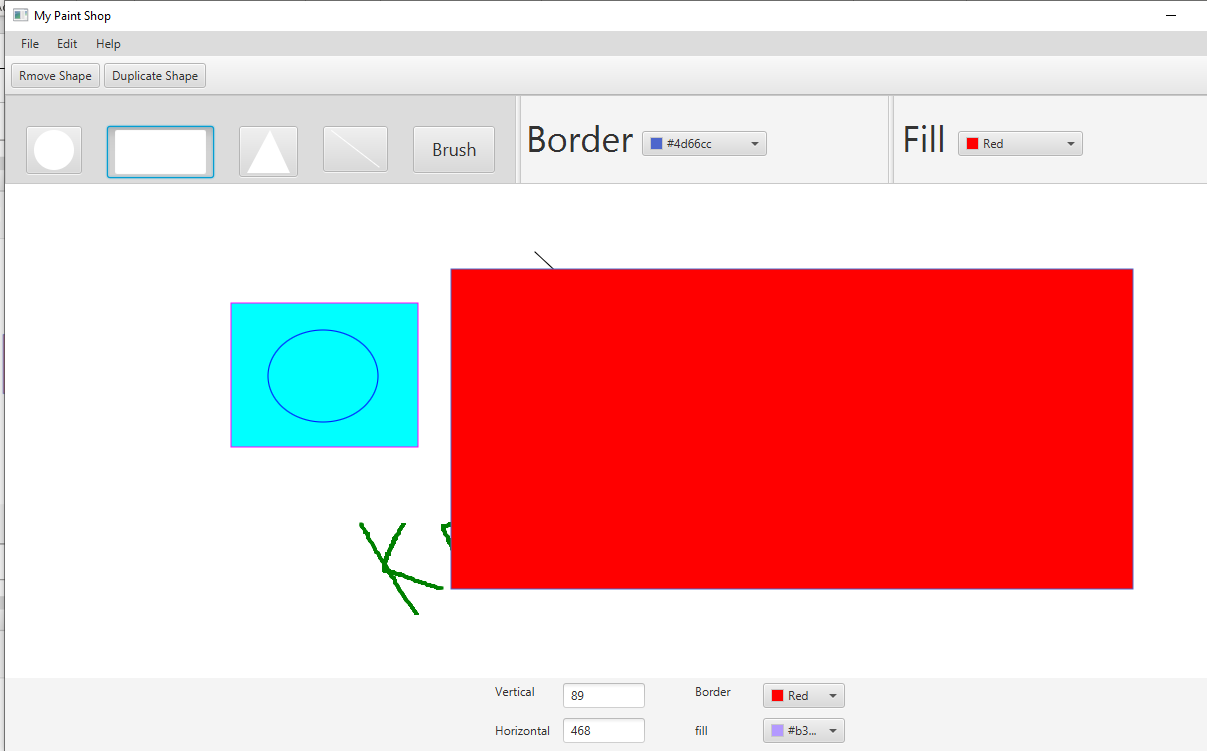 My Paint Shop
File Edit Help
Rmove Shape Duplicate Shape
Brush Border #4d66cc Fill Red
K
Vertical 89 Border Red
Horizontal 468 fill #b3...